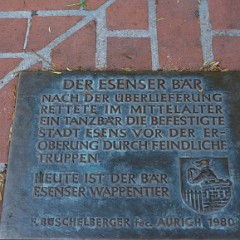 DER ESENSER BÄR
NACH DER ÜBERLIEFERUNG
RETTETE IM MITTELALTER
EIN TANZBÄR DIE BEFESTIGTE
STADT ESENS VOR DER ER-
OBERUNG DURCH FEINDLICHE
TRUPPEN.
HEUTE IST DER BÄR
ESENSER WAPPENTIER
BÜSCHELBERGER AURICH, 1980